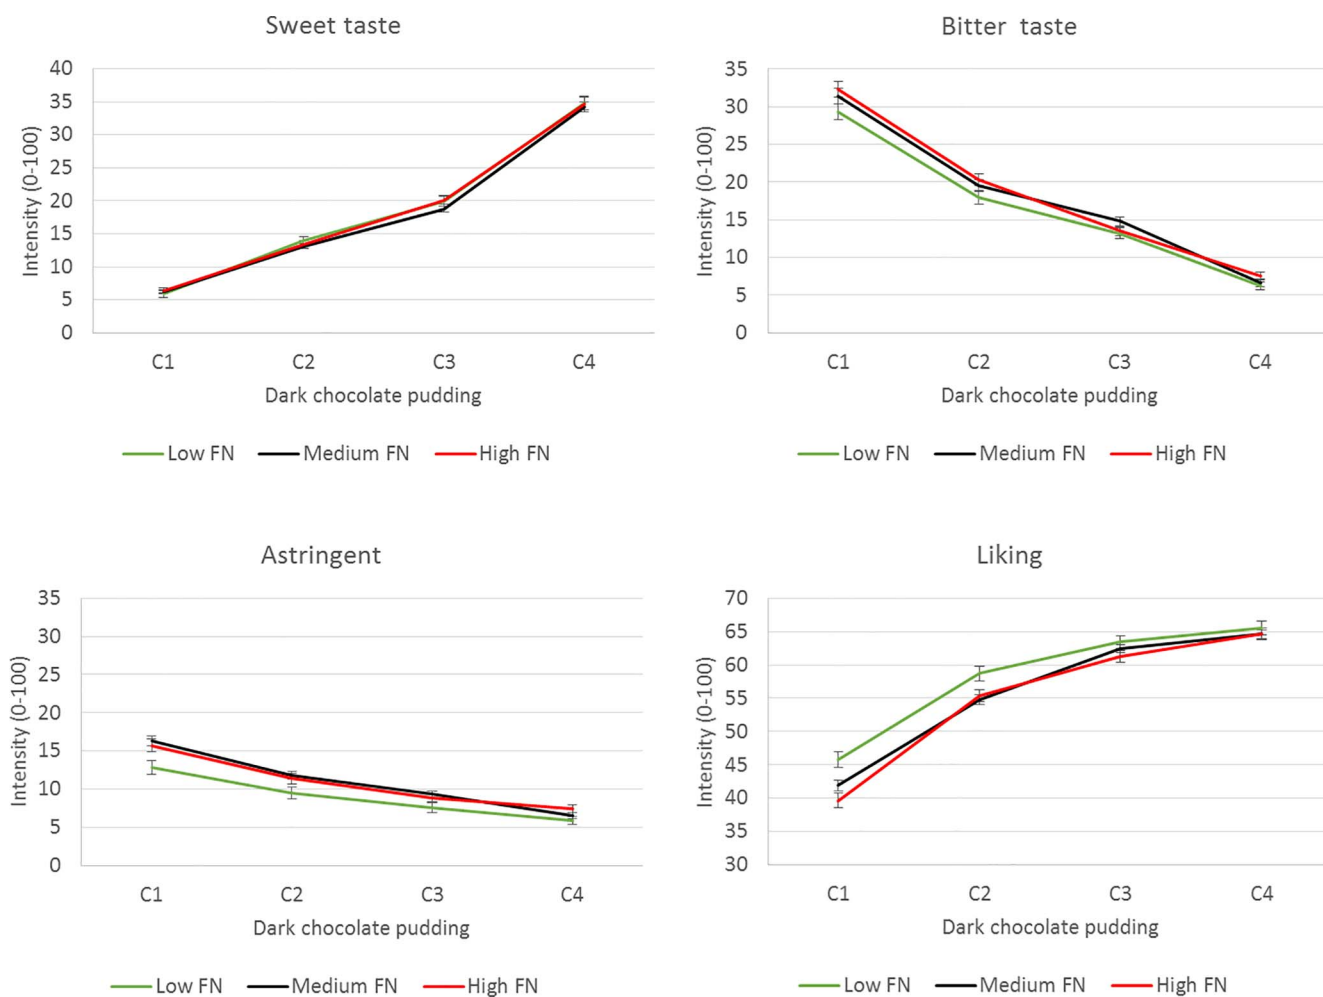 Sweet taste
Intensity (0-100)
40
35
30
25
20
15
10
5
0
C1 C2 C3 C4
Dark chocolate pudding
Low FN Medium FN High FN
Bitter taste
Intensity (0-100)
35
30
25
20
15
10
5
0
C1 C2 C3 C4
Dark chocolate pudding
Low FN Medium FN High FN
Astringent
Intensity (0-100)
35
30
25
20
15
10
5
0
C1 C2 C3 C4
Dark chocolate pudding
Low FN Medium FN High FN
Liking
Intensity (0-100)
70
65
60
55
50
45
40
35
30
C1 C2 C3 C4
Dark chocolate pudding
Low FN Medium FN High FN